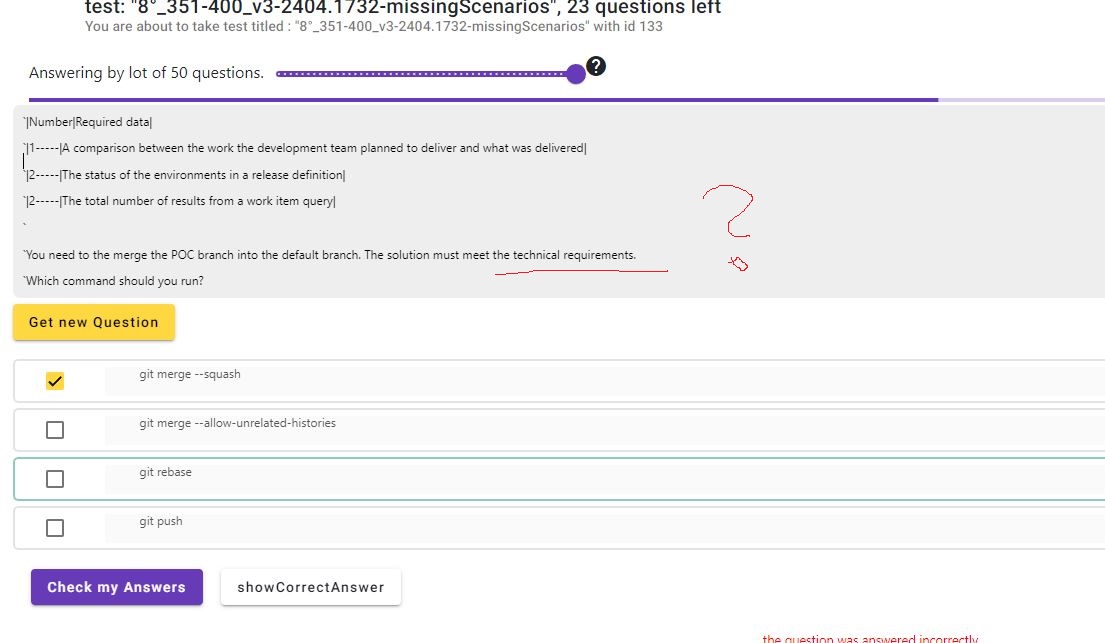 test: "8°_351-400_v3-2404.1732-missingScenarios", 23 questions left
You are about to take test titled : "8°_351-400_v3-2404.1732-missingScenarios" with id 133
Answering by lot of 50 questions.
?
`|Number|Required data|
`|1-----|A comparison between the work the development team planned to deliver and what was delivered|
`|2-----|The status of the environments in a release definition|
`|2-----|The total number of results from a work item query|
`
?
`You need to the merge the POC branch into the default branch. The solution must meet the technical requirements.
`Which command should you run?
Get new Question
git merge --squash
git merge --allow-unrelated-histories
git rebase
git push
Check my Answers
showCorrectAnswer
the question was answered incorrectly